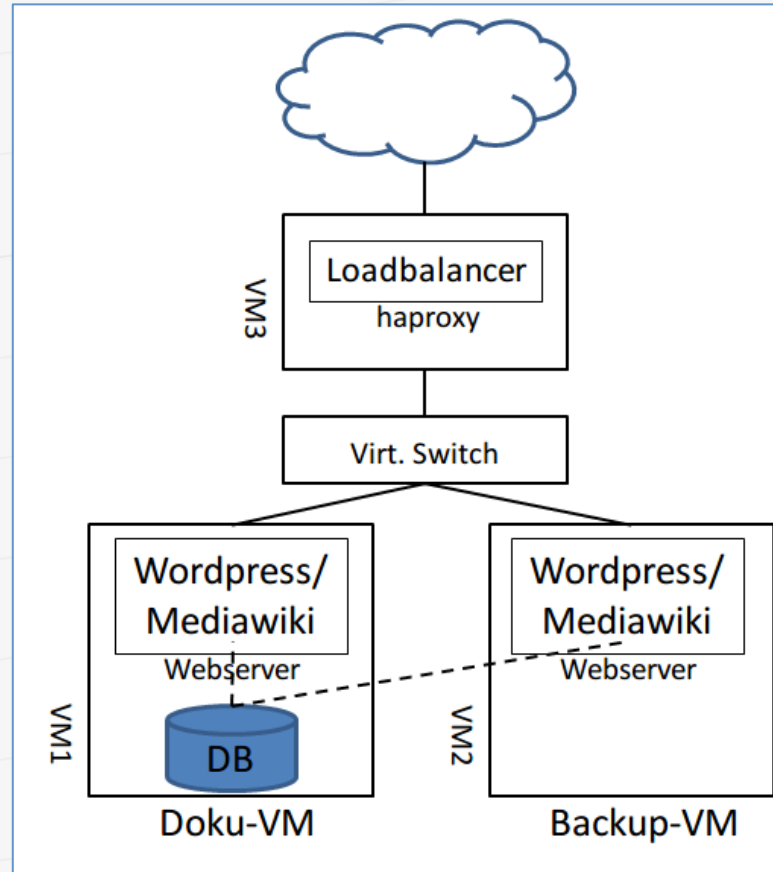 Loadbalancer
haproxy
VM3
Virt. Switch
Wordpress/
Mediawiki
Webserver
DB
VM1
Doku-VM
Wordpress/
Mediawiki
Webserver
VM2
Backup-VM